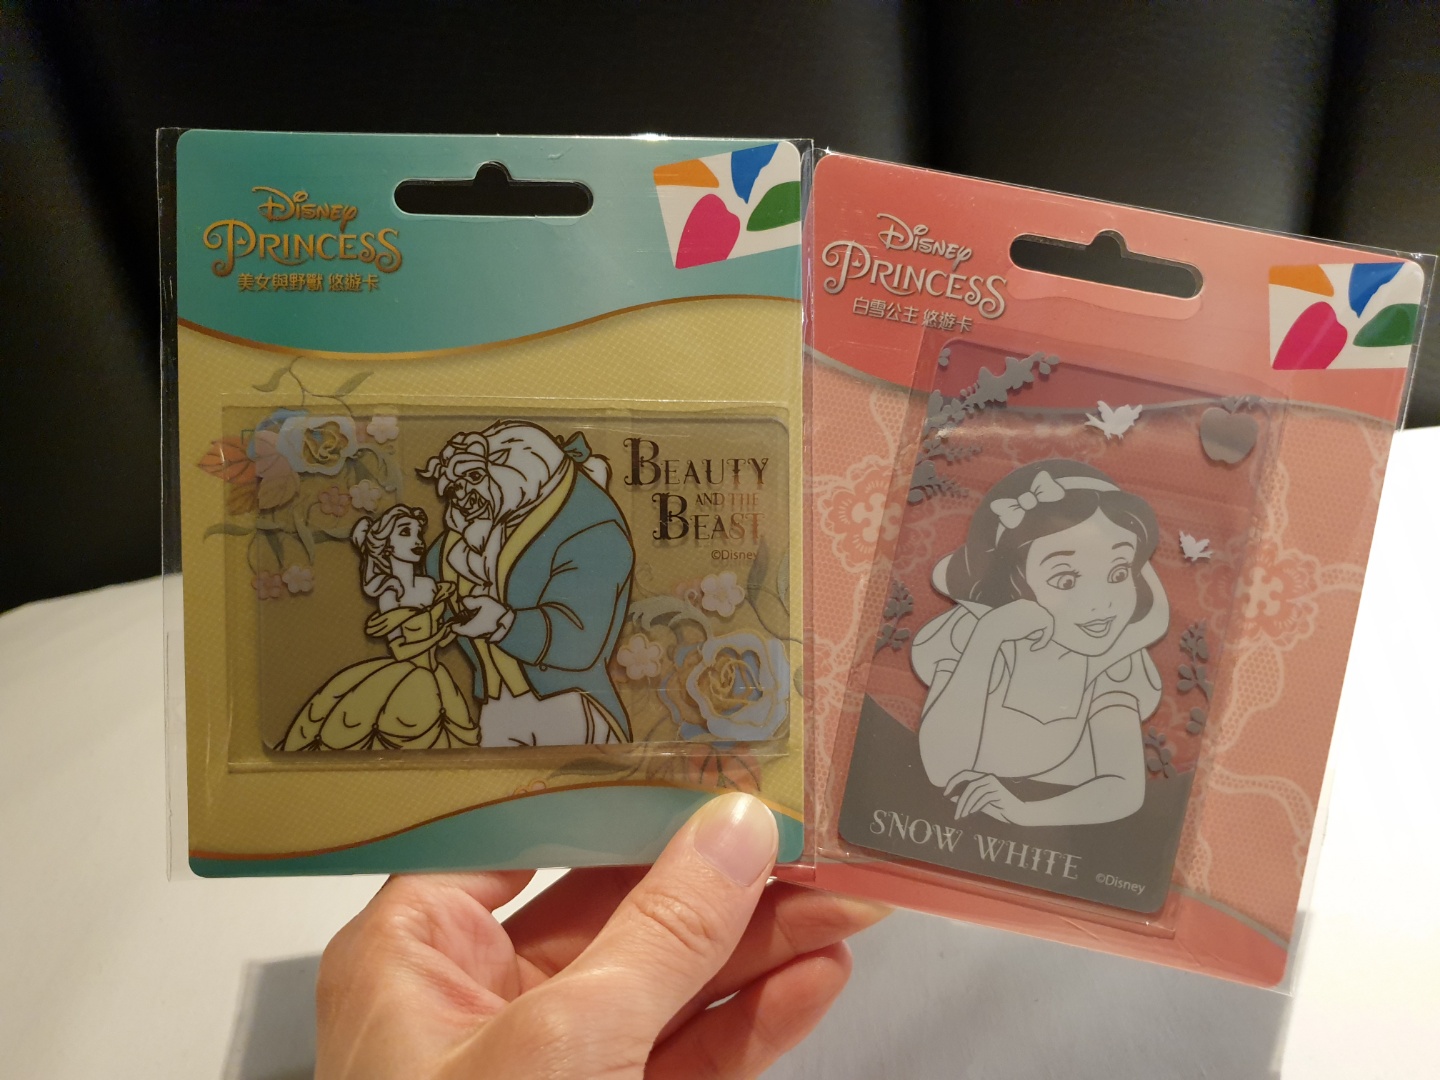 Disney
PRINCESS
美女與野獸 悠遊卡
BEAUTY
AND THE
BEAST
©Disney
Disney
PRINCESS
白雪公主 悠遊卡
SNOW WHITE
©Disney